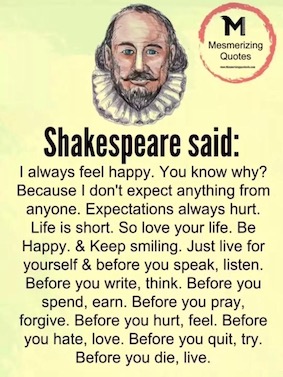 M
Mesmerizing
Quotes
Shakespeare said:
I always feel happy. You know why?
Because I don't expect anything from
anyone. Expectations always hurt.
Life is short. So love your life. Be
Happy. & Keep smiling. Just live for
yourself & before you speak, listen.
Before you write, think. Before you
spend, earn. Before you pray,
forgive. Before you hurt, feel. Before
you hate, love. Before you quit, try.
Before you die, live.